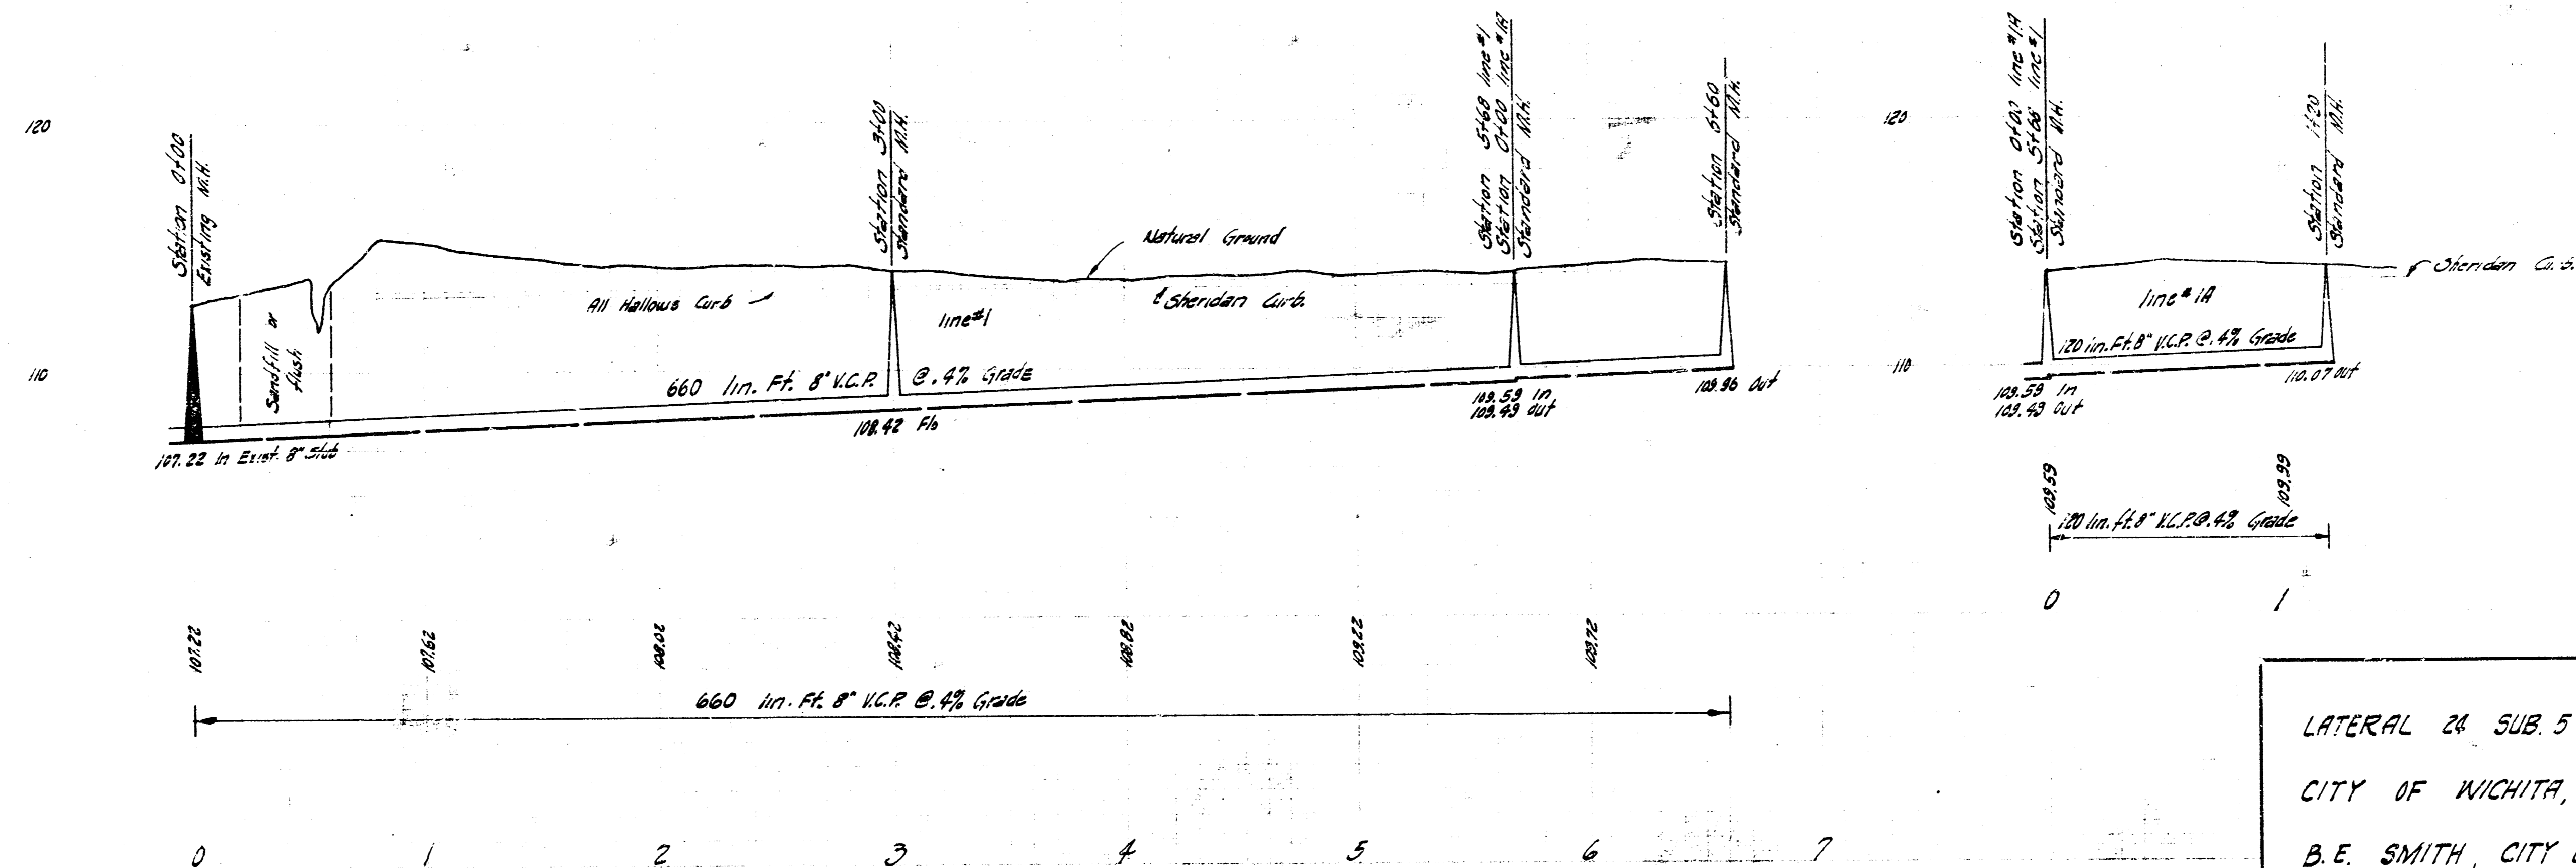 120
Station 0+00
Existing M.H.
Station 3+00
Standard M.H.
Station 5+68 line #1
Station 0+00 line #1A
Standard M.H.
Station 6+60
Standard M.H.
120
Station 0+00 line #1A
Station 5+68 line #1
Standard M.H.
Station 1+20
Standard M.H.
Natural Ground
Sheridan Curb.
All Hallows Curb
Sheridan Curb.
line #1
line # 1A
Sandfill or
flush
110
660 lin. Ft. 8" V.C.P. @ .4% Grade
120 lin. Ft. 8" V.C.P. @ .4% Grade
110
107.22 In Exist. 8" Stub
108.42 Flo
109.59 In
109.49 Out
109.96 Out
109.59 In
109.49 Out
110.07 out
109.59
109.99
120 lin. ft. 8" V.C.P. @ .4% Grade
0 1
107.22
107.62
108.02
108.42
108.82
109.22
109.72
660 lin. Ft. 8" V.C.P. @ .4% Grade
0 1 2 3 4 5 6 7
LATERAL 24 SUB. 5
CITY OF WICHITA,
B.E. SMITH, CITY